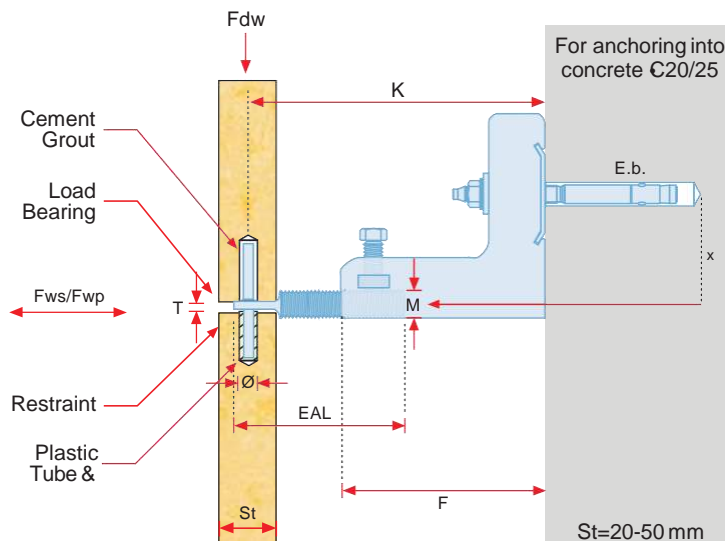 Fdw
For anchoring into
concrete C20/25
K
Cement
Grout
E.b.
Load
Bearing
x
Fws/Fwp
T
M
Ø
Restraint
EAL
Plastic
Tube &
F
St
St=20-50 mm